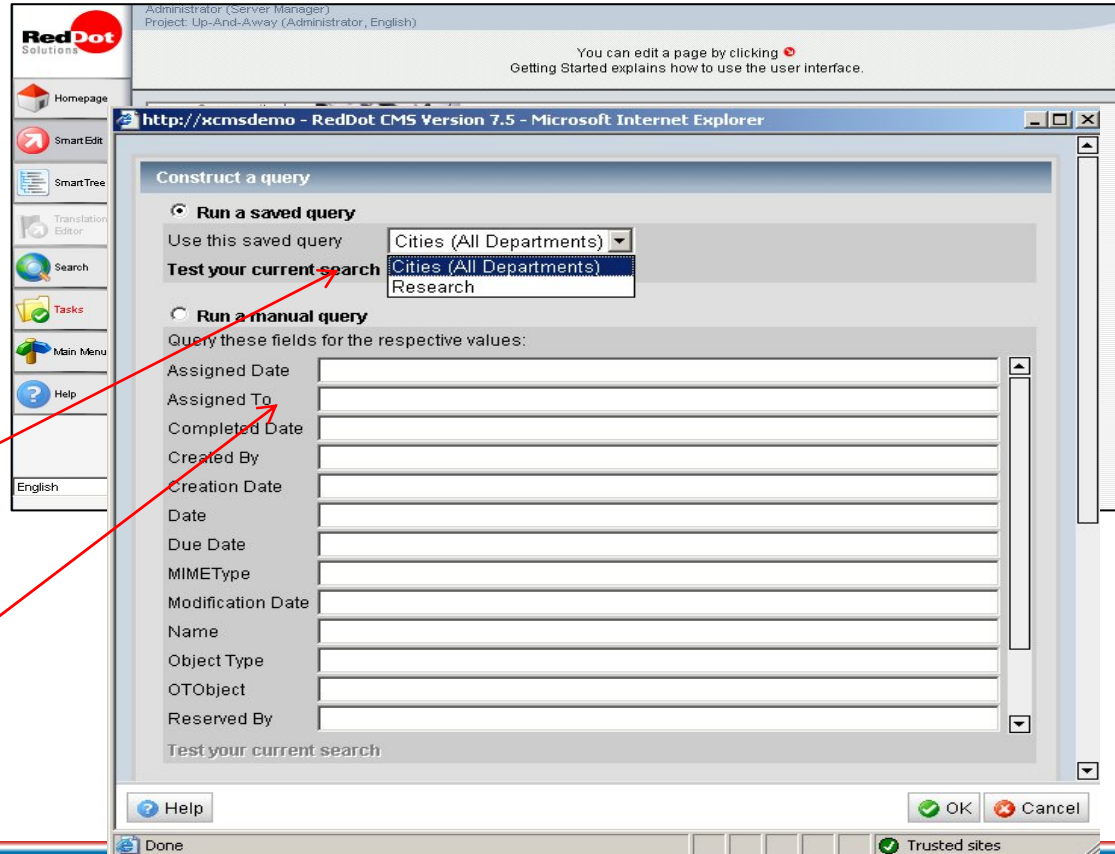 Administrator (Server Manager)
Project: Up-And-Away (Administrator, English)
RedDot
Solutions
You can edit a page by clicking
Getting Started explains how to use the user interface.
Homepage
SmartEdit
SmartTree
Translation
Editor
Search
Tasks
Main Menu
Help
English
http://xcmsdemo - RedDot CMS Version 7.5 - Microsoft Internet Explorer
Construct a query
Run a saved query
Use this saved query Cities (All Departments)
Test your current search Cities (All Departments)
Research
Run a manual query
Query these fields for the respective values:
Assigned Date
Assigned To
Completed Date
Created By
Creation Date
Date
Due Date
MIMEType
Modification Date
Name
Object Type
OTObject
Reserved By
Test your current search
Help OK Cancel
Done Trusted sites